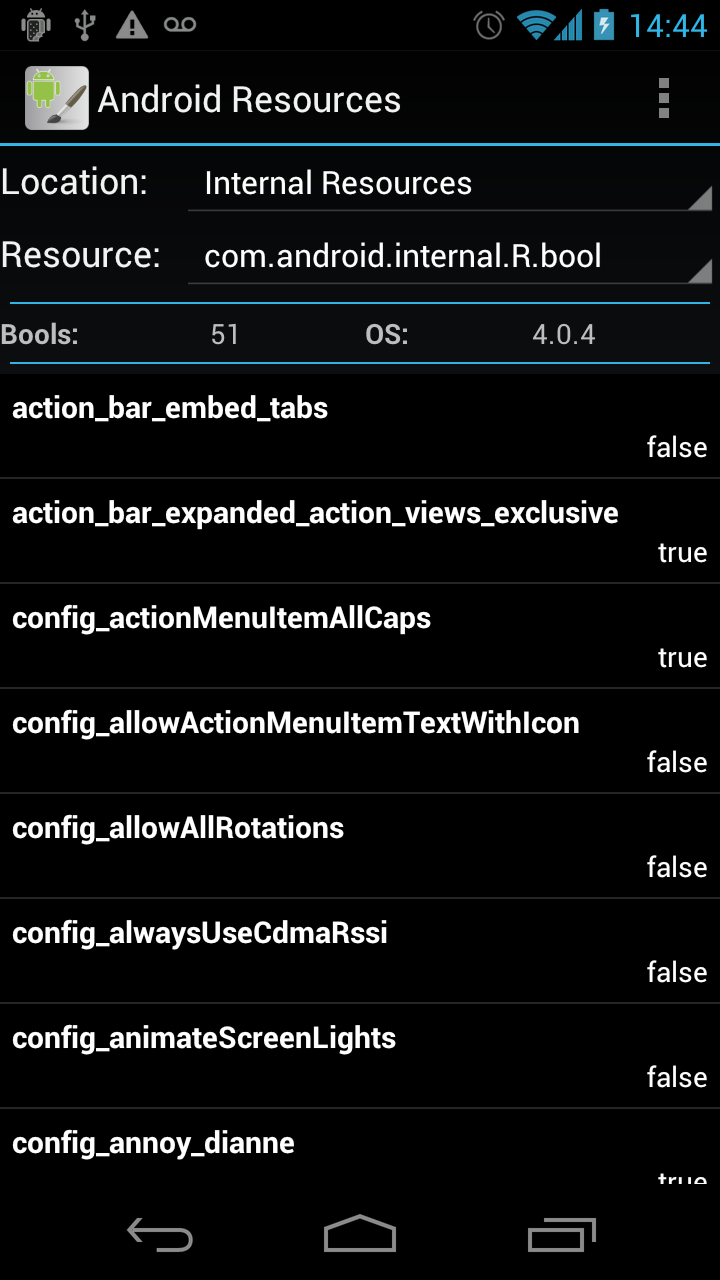 14:44
Android Resources
Location: Internal Resources
Resource: com.android.internal.R.bool
Bools: 51 OS: 4.0.4
action_bar_embed_tabs
false
action_bar_expanded_action_views_exclusive
true
config_actionMenuItemAllCaps
true
config_allowActionMenuItemTextWithIcon
false
config_allowAllRotations
false
config_alwaysUseCdmaRssi
false
config_animateScreenLights
false
config_annoy_dianne
true